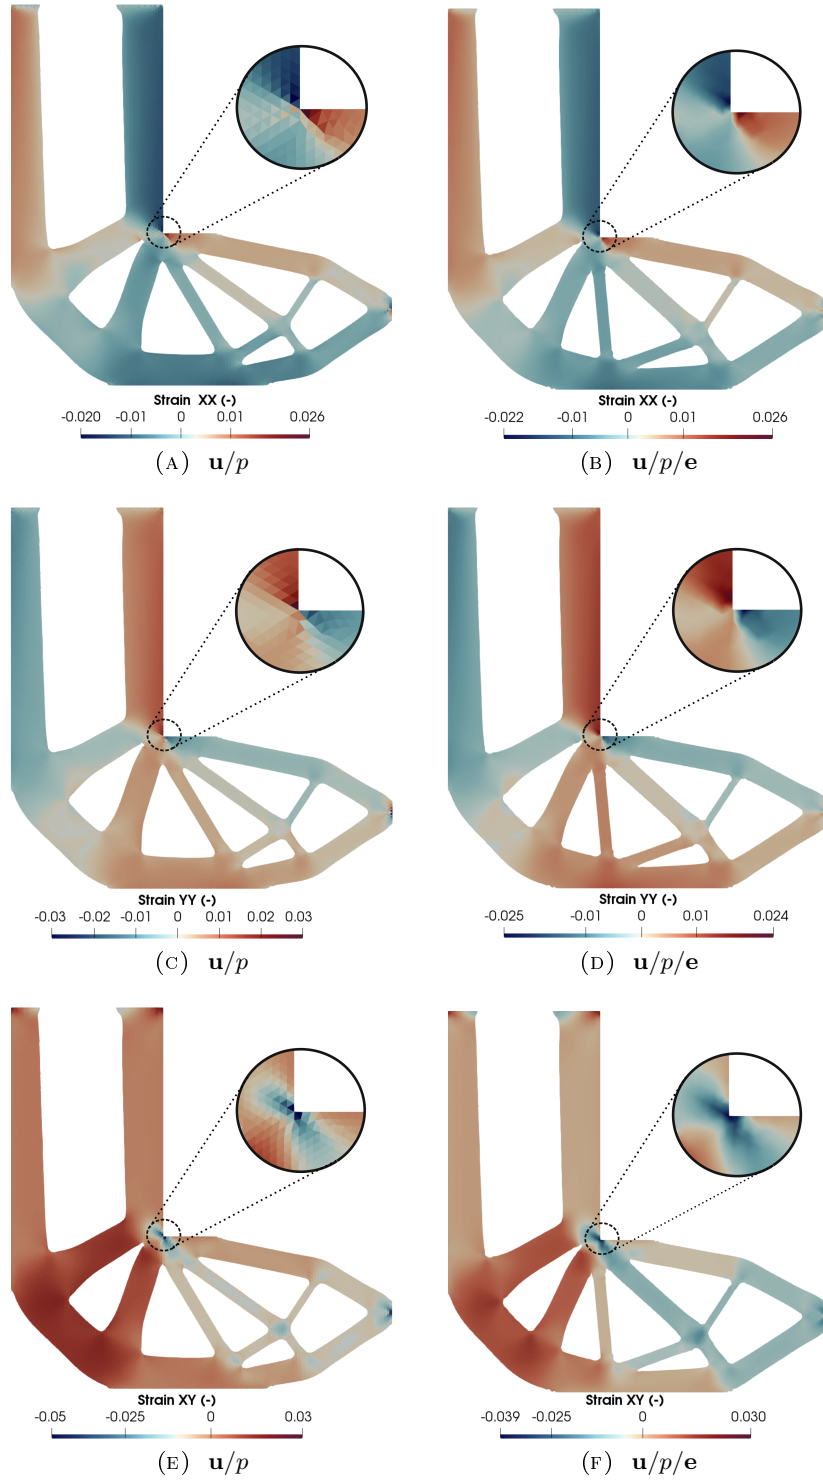 Strain XX (-)
-0.020 -0.01 0 0.01 0.026
(A) u/p
Strain XX (-)
-0.022 -0.01 0 0.01 0.026
(B) u/p/e
Strain YY (-)
-0.03 -0.02 -0.01 0 0.01 0.02 0.03
(C) u/p
Strain YY (-)
-0.025 -0.01 0 0.01 0.024
(D) u/p/e
Strain XY (-)
-0.05 -0.025 0 0.03
(E) u/p
Strain XY (-)
-0.039 -0.025 0 0.030
(F) u/p/e